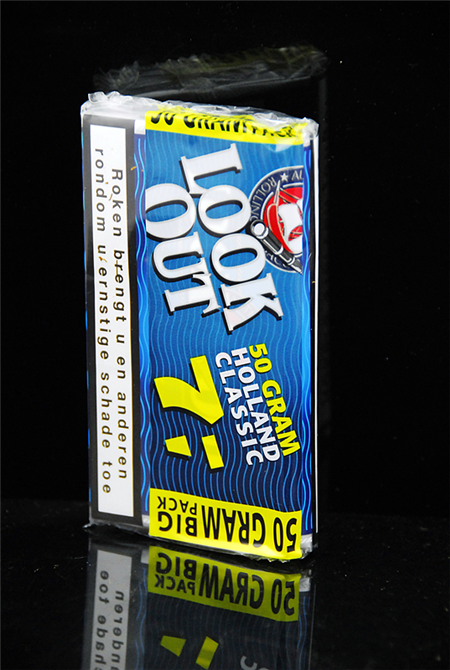 LOOK
OUT
50 GRAM
HOLLAND
CLASSIC
7:-
50 GRAM BIG
PACK
Roken brengt u en anderen
rondom u ernstige schade toe
ROLLING